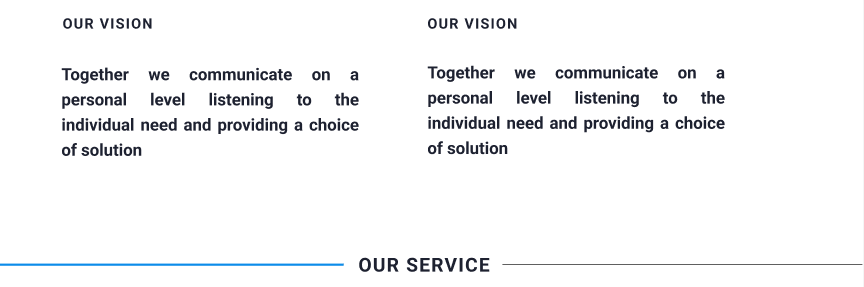 OUR VISION
Together we communicate on a
personal level listening to the
individual need and providing a choice
of solution
OUR VISION
Together we communicate on a
personal level listening to the
individual need and providing a choice
of solution
OUR SERVICE